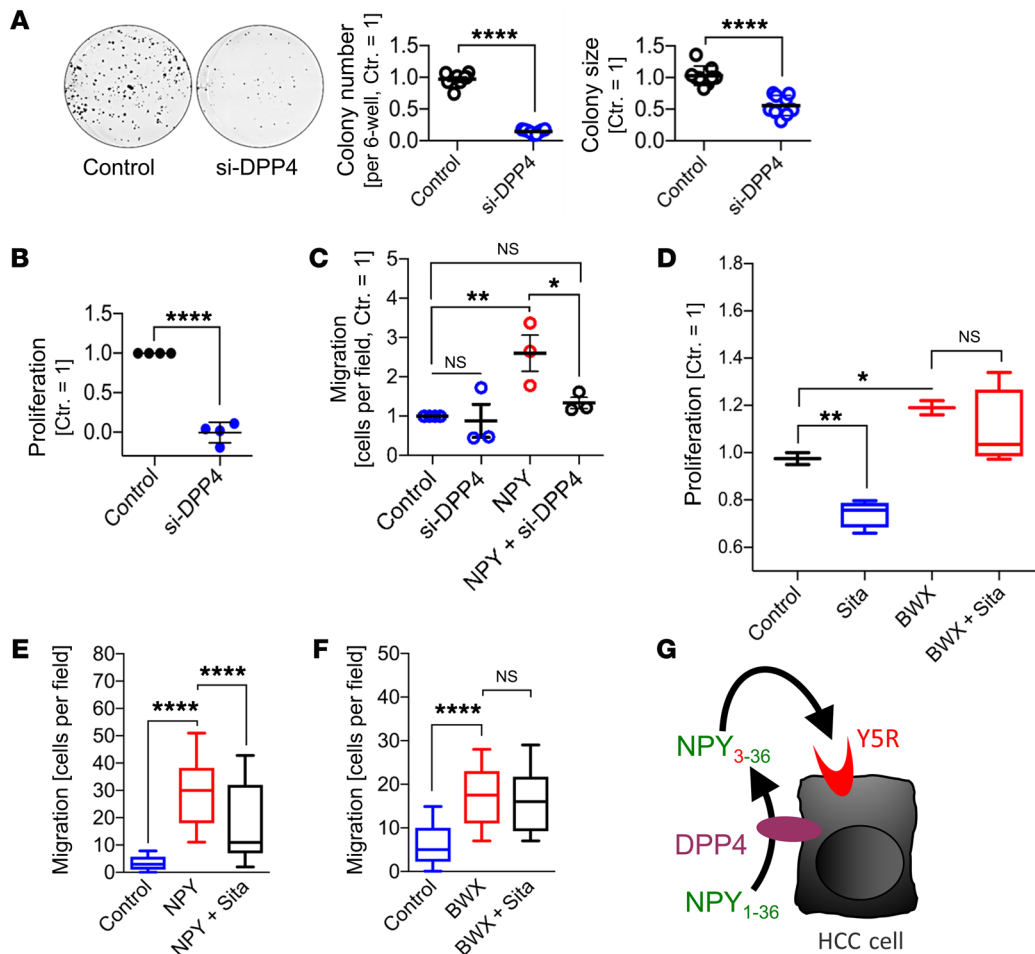 A
Control
si-DPP4
Colony number
[per 6-well, Ctr. = 1]
1.5
1.0
0.5
0.0
****
Control
si-DPP4
Colony size
[Ctr. = 1]
1.5
1.0
0.5
0.0
****
Control
si-DPP4
B
Proliferation
[Ctr. = 1]
1.5
1.0
0.5
0.0
****
Control
si-DPP4
C
Migration
[cells per field, Ctr. = 1]
5
4
3
2
1
0
NS
**
*
NS
Control
si-DPP4
NPY
NPY + si-DPP4
D
Proliferation [Ctr. = 1]
1.8
1.6
1.4
1.2
1.0
0.8
0.6
NS
*
**
Control
Sita
BWX
BWX + Sita
E
Migration [cells per field]
80
70
60
50
40
30
20
10
0
****
****
Control
NPY
NPY + Sita
F
Migration [cells per field]
50
40
30
20
10
0
NS
****
Control
BWX
BWX + Sita
G
NPY3-36
Y5R
DPP4
NPY1-36
HCC cell